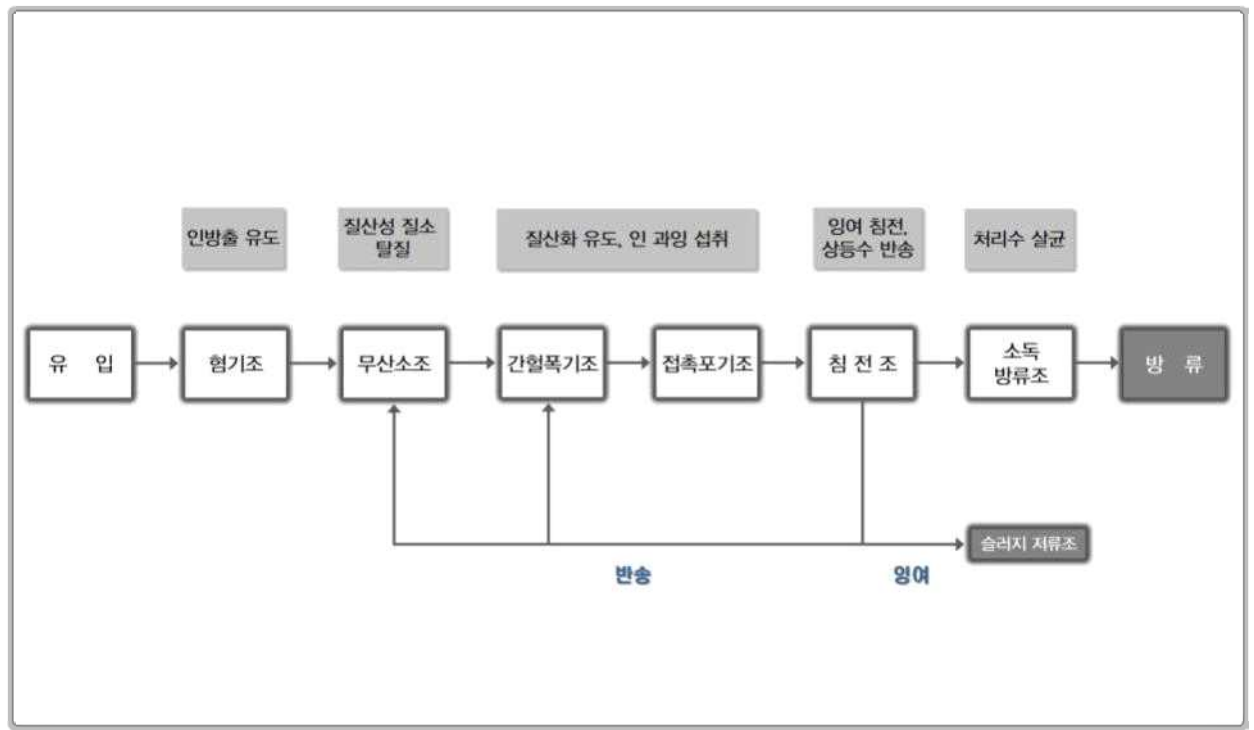 인방출 유도
질산성 질소
탈질
질산화 유도, 인 과잉 섭취
잉여 침전,
상등수 반송
처리수 살균
유 입
혐기조
무산소조
간헐폭기조
접촉포기조
침 전 조
소독
방류조
방 류
슬러지 저류조
반송
잉여